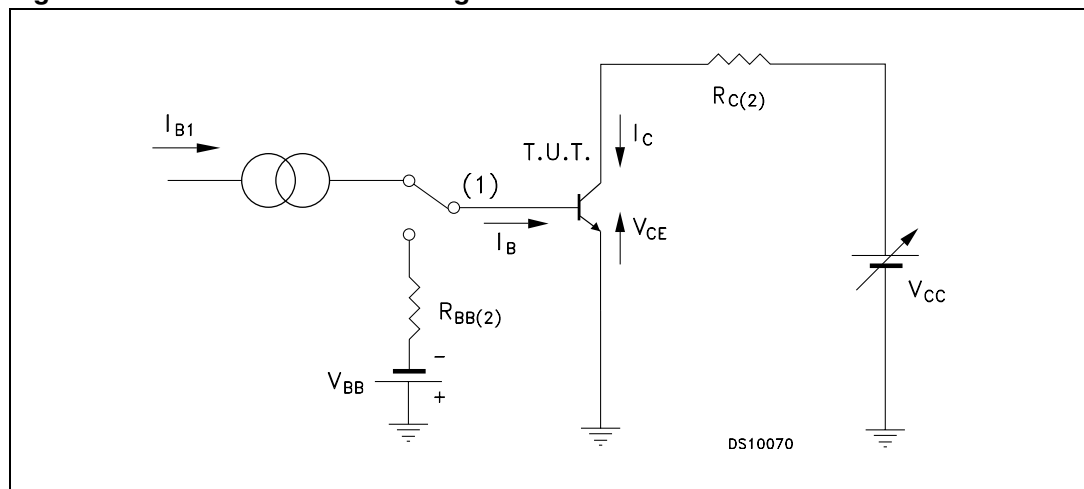 I_B1
R_C(2)
I_C
T.U.T.
(1)
I_B
V_CE
R_BB(2)
V_CC
V_BB
−
+
DS10070